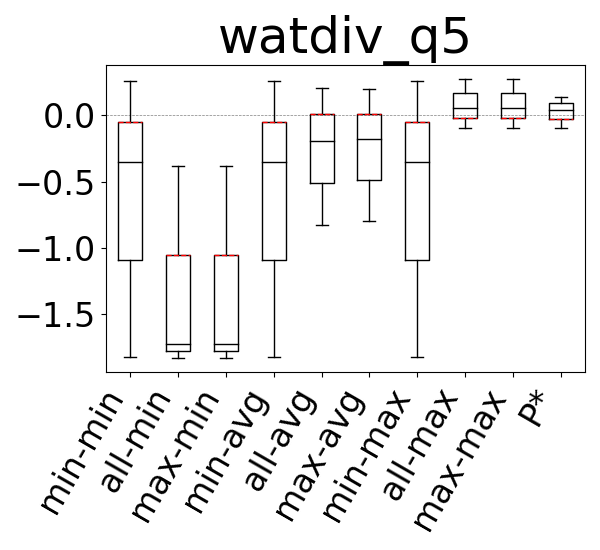 watdiv_q5
0.0
−0.5
−1.0
−1.5
min-min
all-min
max-min
min-avg
all-avg
max-avg
min-max
all-max
max-max
P*